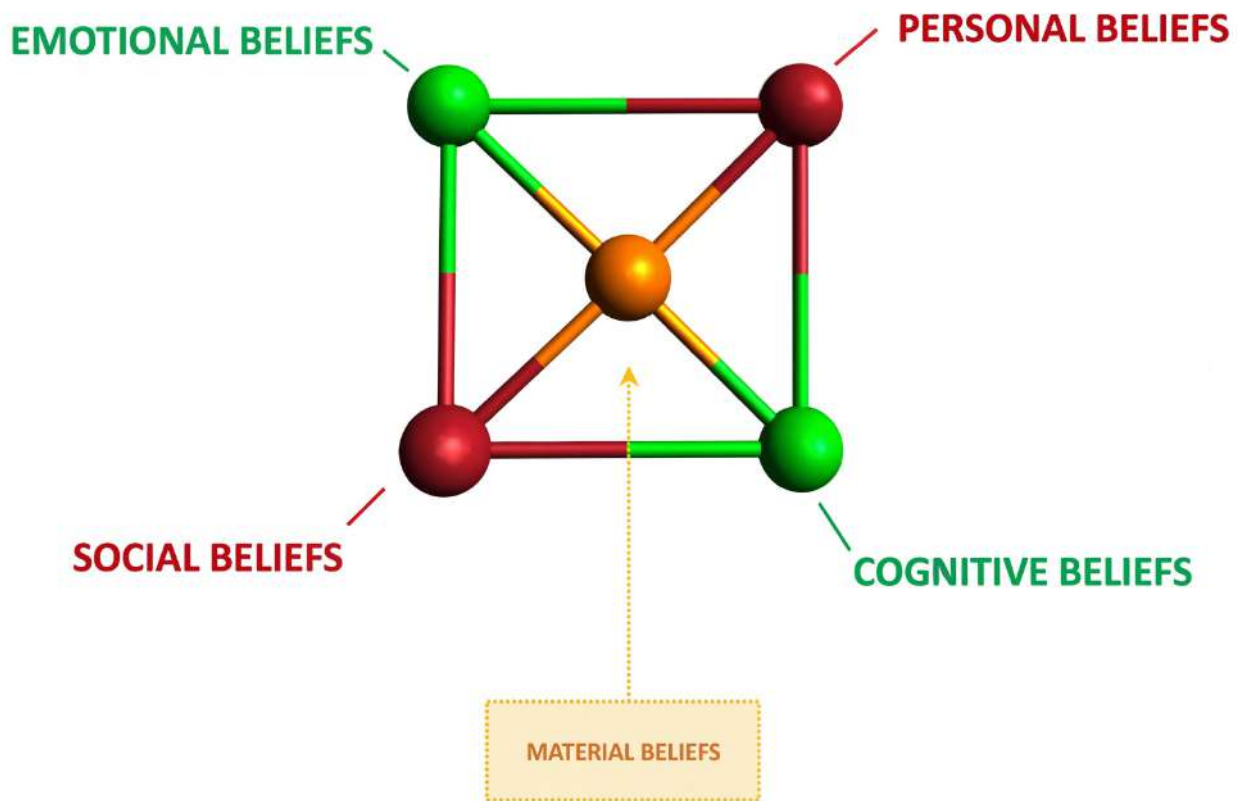 EMOTIONAL BELIEFS
PERSONAL BELIEFS
SOCIAL BELIEFS
COGNITIVE BELIEFS
MATERIAL BELIEFS